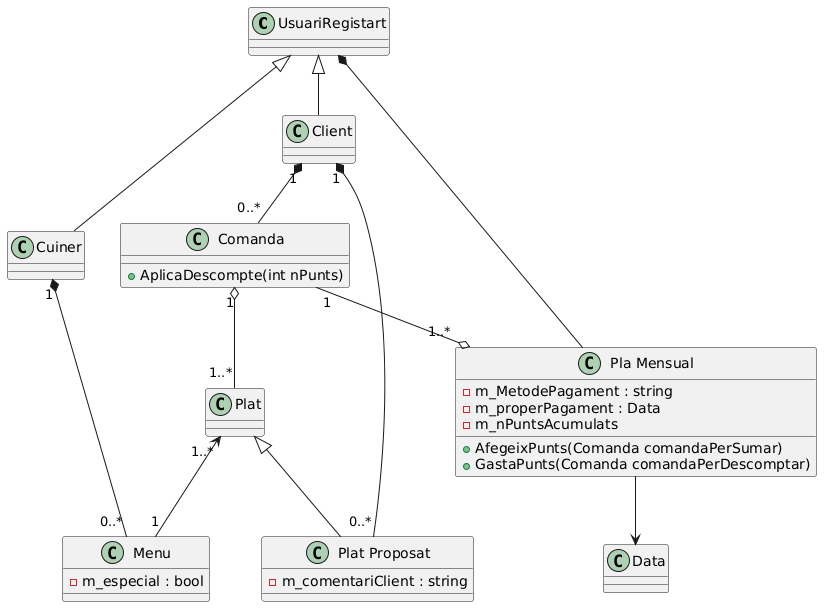 C UsuariRegistart
C Client
1
1
0..*
C Cuiner
1
C Comanda
AplicaDescompte(int nPunts)
1
1
1..*
1..*
C Pla Mensual
m_MetodePagament : string
m_properPagament : Data
m_nPuntsAcumulats
AfegeixPunts(Comanda comandaPerSumar)
GastaPunts(Comanda comandaPerDescomptar)
C Plat
1..*
0..*
1
0..*
C Menu
m_especial : bool
C Plat Proposat
m_comentariClient : string
C Data